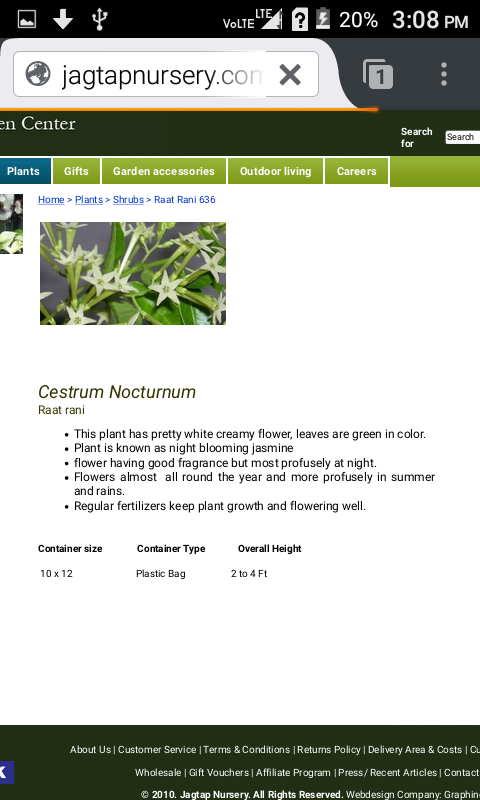 VoLTE LTE 20% 3:08 PM
jagtapnursery.com 1
en Center
Search for Search
Plants Gifts Garden accessories Outdoor living Careers
Home > Plants > Shrubs > Raat Rani 636
Cestrum Nocturnum
Raat rani
• This plant has pretty white creamy flower, leaves are green in color.
• Plant is known as night blooming jasmine
• flower having good fragrance but most profusely at night.
• Flowers almost all round the year and more profusely in summer
and rains.
• Regular fertilizers keep plant growth and flowering well.
Container size Container Type Overall Height
10 x 12 Plastic Bag 2 to 4 Ft
About Us | Customer Service | Terms & Conditions | Returns Policy | Delivery Area & Costs | Cu
Wholesale | Gift Vouchers | Affiliate Program | Press/ Recent Articles | Contact
© 2010. Jagtap Nursery. All Rights Reserved. Webdesign Company: Graphin